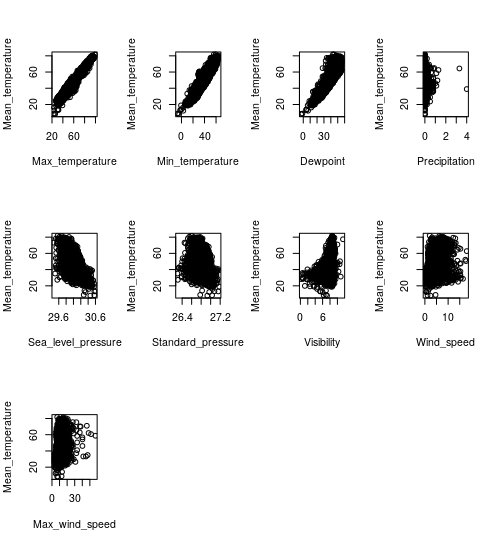 Mean_temperature
20 60
20 60
Max_temperature
Mean_temperature
20 60
0 40
Min_temperature
Mean_temperature
20 60
0 30
Dewpoint
Mean_temperature
20 60
0 2 4
Precipitation
Mean_temperature
20 60
29.6 30.6
Sea_level_pressure
Mean_temperature
20 60
26.4 27.2
Standard_pressure
Mean_temperature
20 60
0 6
Visibility
Mean_temperature
20 60
0 10
Wind_speed
Mean_temperature
20 60
0 30
Max_wind_speed